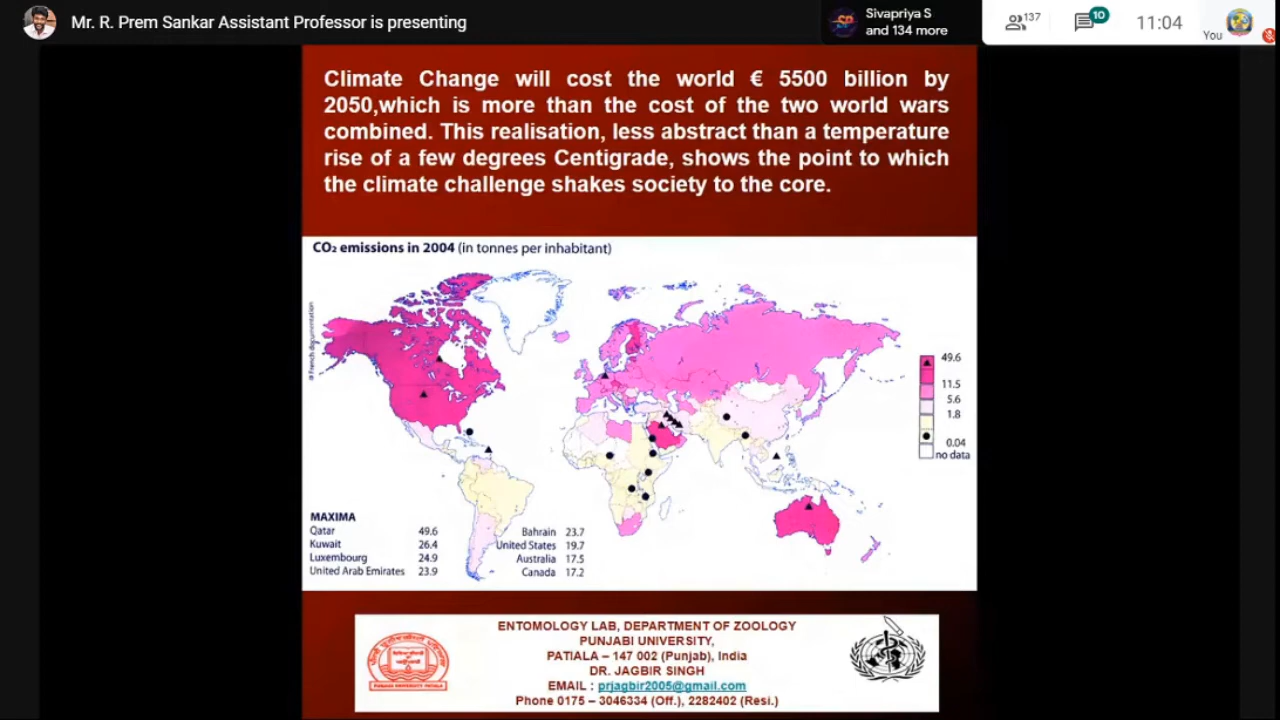 Mr. R. Prem Sankar Assistant Professor is presenting
Sivapriya S
and 134 more
137
10
11:04
You
Climate Change will cost the world € 5500 billion by
2050,which is more than the cost of the two world wars
combined. This realisation, less abstract than a temperature
rise of a few degrees Centigrade, shows the point to which
the climate challenge shakes society to the core.
CO₂ emissions in 2004 (in tonnes per inhabitant)
49.6
11.5
5.6
1.8
0.04
no data
MAXIMA
Qatar 49.6 Bahrain 23.7
Kuwait 26.4 United States 19.7
Luxembourg 24.9 Australia 17.5
United Arab Emirates 23.9 Canada 17.2
ENTOMOLOGY LAB, DEPARTMENT OF ZOOLOGY
PUNJABI UNIVERSITY,
PATIALA – 147 002 (Punjab), India
DR. JAGBIR SINGH
EMAIL : prjagbir2005@gmail.com
Phone 0175 – 3046334 (Off.), 2282402 (Resi.)
PUNJABI UNIVERSITY PATIALA